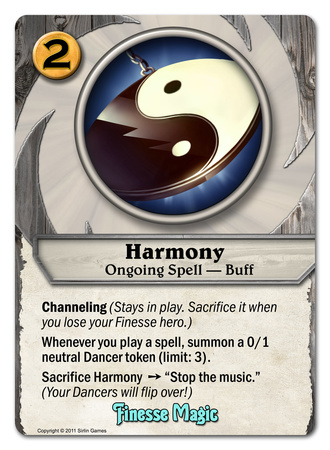 2
Harmony
Ongoing Spell — Buff
Channeling (Stays in play. Sacrifice it when
you lose your Finesse hero.)
Whenever you play a spell, summon a 0/1
neutral Dancer token (limit: 3).
Sacrifice Harmony → “Stop the music.”
(Your Dancers will flip over!)
Finesse Magic
Copyright © 2011 Sirlin Games